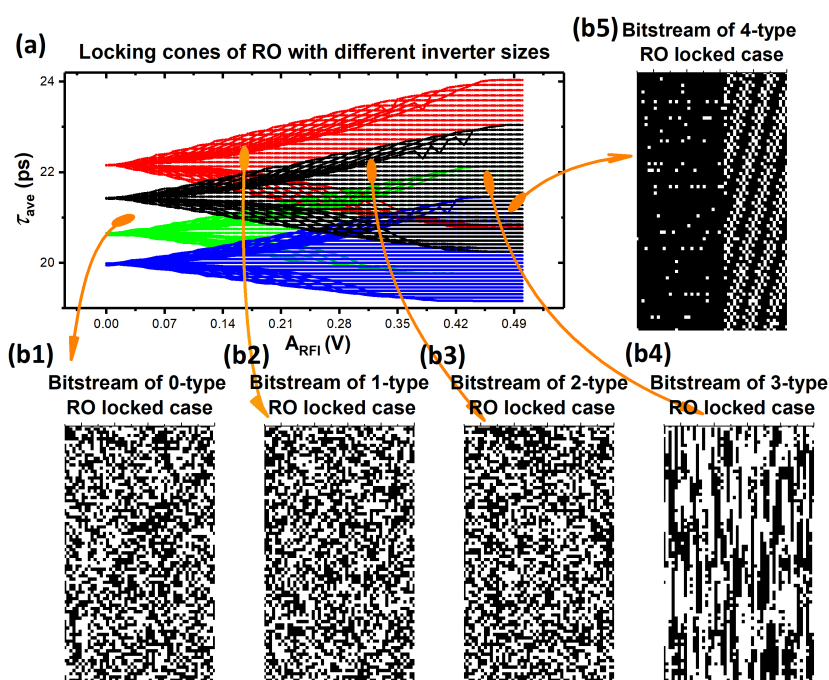 (a)
Locking cones of RO with different inverter sizes
24
22
20
τave (ps)
0.00 0.07 0.14 0.21 0.28 0.35 0.42 0.49
ARFI (V)
(b5) Bitstream of 4-type
RO locked case
(b1)
Bitstream of 0-type
RO locked case
(b2)
Bitstream of 1-type
RO locked case
(b3)
Bitstream of 2-type
RO locked case
(b4)
Bitstream of 3-type
RO locked case